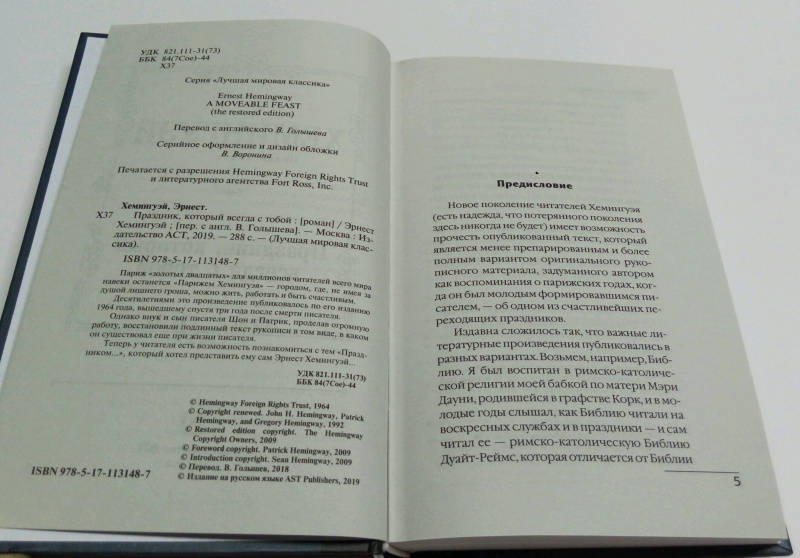 УДК 821.111-31(73)
ББК 84(7Сое)-44
Х37
Серия «Лучшая мировая классика»
Ernest Hemingway
A MOVEABLE FEAST
(the restored edition)
Перевод с английского В. Голышева
Серийное оформление и дизайн обложки
В. Воронина
Печатается с разрешения Hemingway Foreign Rights Trust
и литературного агентства Fort Ross, Inc.
Хемингуэй, Эрнест.
Х37 Праздник, который всегда с тобой : [роман] / Эрнест
Хемингуэй ; [пер. с англ. В. Голышева]. — Москва : Из-
дательство АСТ, 2019. — 288 с. — (Лучшая мировая клас-
сика).
ISBN 978-5-17-113148-7
Париж «золотых двадцатых» для миллионов читателей всего мира
навеки останется «Парижем Хемингуэя» — городом, где, не имея за
душой лишнего гроша, можно жить, работать и быть счастливым.
Десятилетиями это произведение публиковалось по его изданию
1964 года, вышедшему спустя три года после смерти писателя.
Однако внук и сын писателя Шон и Патрик, проделав огромную
работу, восстановили подлинный текст рукописи в том виде, в каком
он существовал еще при жизни писателя.
Теперь у читателя есть возможность познакомиться с тем «Празд-
ником...», который хотел представить ему сам Эрнест Хемингуэй...
УДК 821.111-31(73)
ББК 84(7Сое)-44
© Hemingway Foreign Rights Trust, 1964
© Copyright renewed. John H. Hemingway, Patrick
Hemingway, and Gregory Hemingway, 1992
© Restored edition copyright. The Hemingway
Copyright Owners, 2009
© Foreword copyright. Patrick Hemingway, 2009
© Introduction copyright. Sean Hemingway, 2009
© Перевод. В. Голышев, 2018
ISBN 978-5-17-113148-7 © Издание на русском языке AST Publishers, 2019
Предисловие
Новое поколение читателей Хемингуэя
(есть надежда, что потерянного поколения
здесь никогда не будет) имеет возможность
прочесть опубликованный текст, который
является менее препарированным и более
полным вариантом оригинального руко-
писного материала, задуманного автором
как воспоминания о парижских годах, ког-
да он был молодым формировавшимся пи-
сателем, — об одном из счастливейших пе-
реходящих праздников.
Издавна сложилось так, что важные ли-
тературные произведения публиковались в
разных вариантах. Возьмем, например, Биб-
лию. Я был воспитан в римско-католиче-
ской религии моей бабкой по матери Мэри
Дауни, родившейся в графстве Корк, и в мо-
лодые годы слышал, как Библию читали на
воскресных службах и в праздники — и сам
читал ее — римско-католическую Библию
Дуайт-Реймс, которая отличается от Библии
5